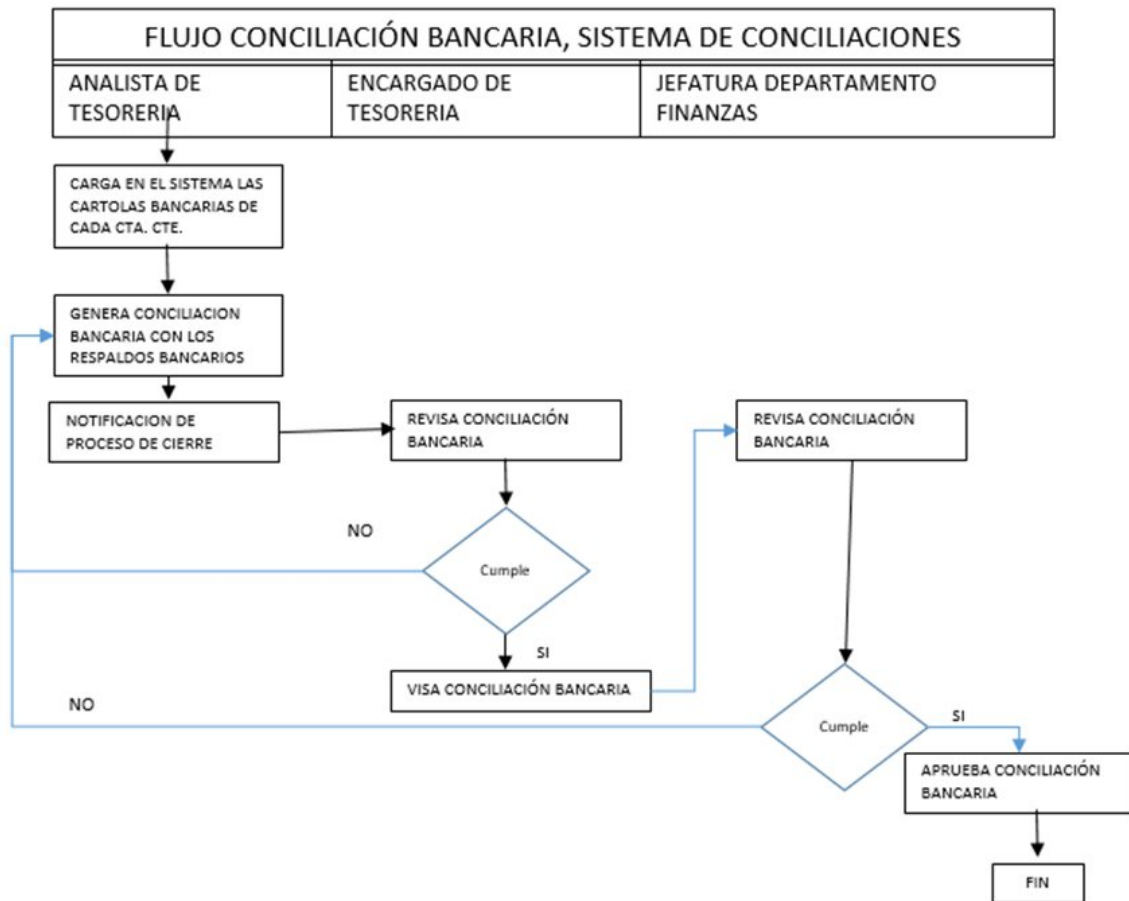 FLUJO CONCILIACIÓN BANCARIA, SISTEMA DE CONCILIACIONES
ANALISTA DE
TESORERIA
ENCARGADO DE
TESORERIA
JEFATURA DEPARTAMENTO
FINANZAS
CARGA EN EL SISTEMA LAS
CARTOLAS BANCARIAS DE
CADA CTA. CTE.
GENERA CONCILIACION
BANCARIA CON LOS
RESPALDOS BANCARIOS
NOTIFICACION DE
PROCESO DE CIERRE
REVISA CONCILIACIÓN
BANCARIA
REVISA CONCILIACIÓN
BANCARIA
NO
Cumple
SI
VISA CONCILIACIÓN BANCARIA
NO
Cumple
SI
APRUEBA CONCILIACIÓN
BANCARIA
FIN